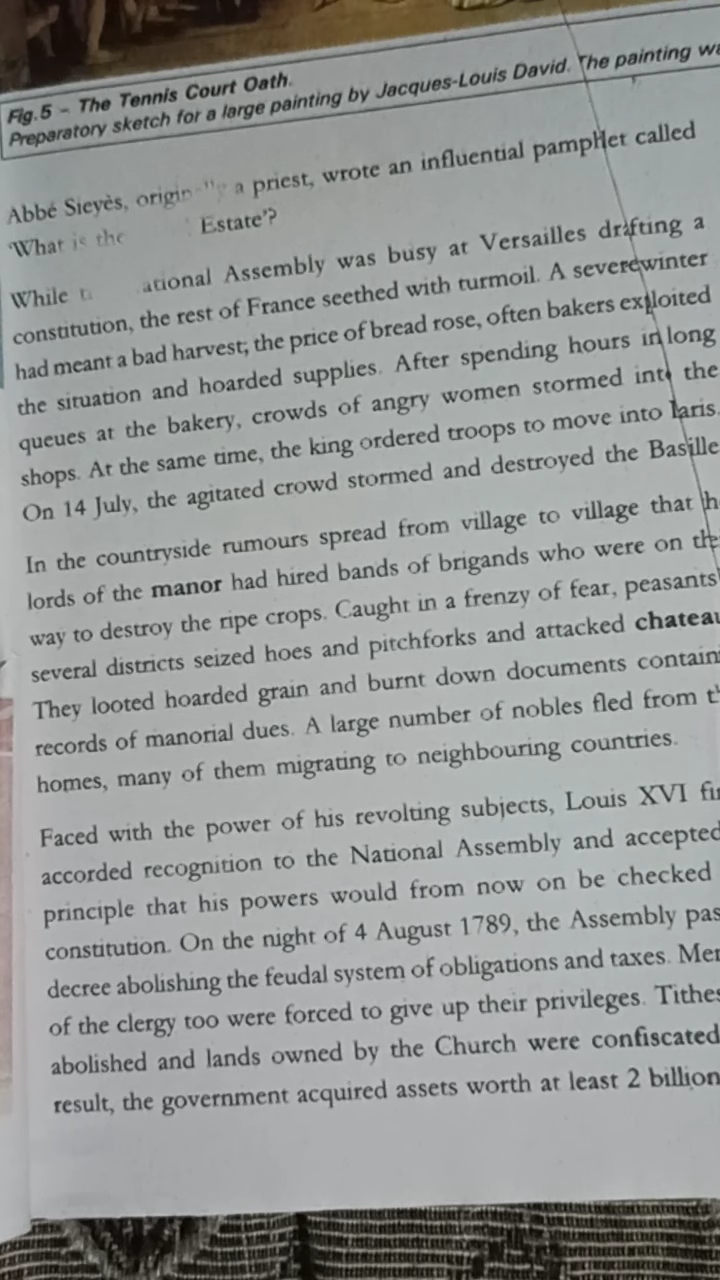 Fig.5 – The Tennis Court Oath.
Preparatory sketch for a large painting by Jacques-Louis David. The painting
Abbé Sieyès, a priest, wrote an influential pamphlet called
'What is the Estate'?
While Assembly was busy at Versailles drafting a
constitution, the rest of France seethed with turmoil. A severe winter
had meant a bad harvest; the price of bread rose, often bakers exploited
the situation and hoarded supplies. After spending hours in long
queues at the bakery, crowds of angry women stormed into the
shops. At the same time, the king ordered troops to move into Paris.
On 14 July, the agitated crowd stormed and destroyed the Bastille
In the countryside rumours spread from village to village that
lords of the manor had hired bands of brigands who were on
way to destroy the ripe crops. Caught in a frenzy of fear, peasants
several districts seized hoes and pitchforks and attacked
They looted hoarded grain and burnt down documents
records of manorial dues. A large number of nobles fled from
homes, many of them migrating to neighbouring countries.
Faced with the power of his revolting subjects, Louis XVI
accorded recognition to the National Assembly and accepted
principle that his powers would from now on be checked
constitution. On the night of 4 August 1789, the Assembly
decree abolishing the feudal system of obligations and taxes.
of the clergy too were forced to give up their privileges. Tithes
abolished and lands owned by the Church were confiscated
result, the government acquired assets worth at least 2 billion